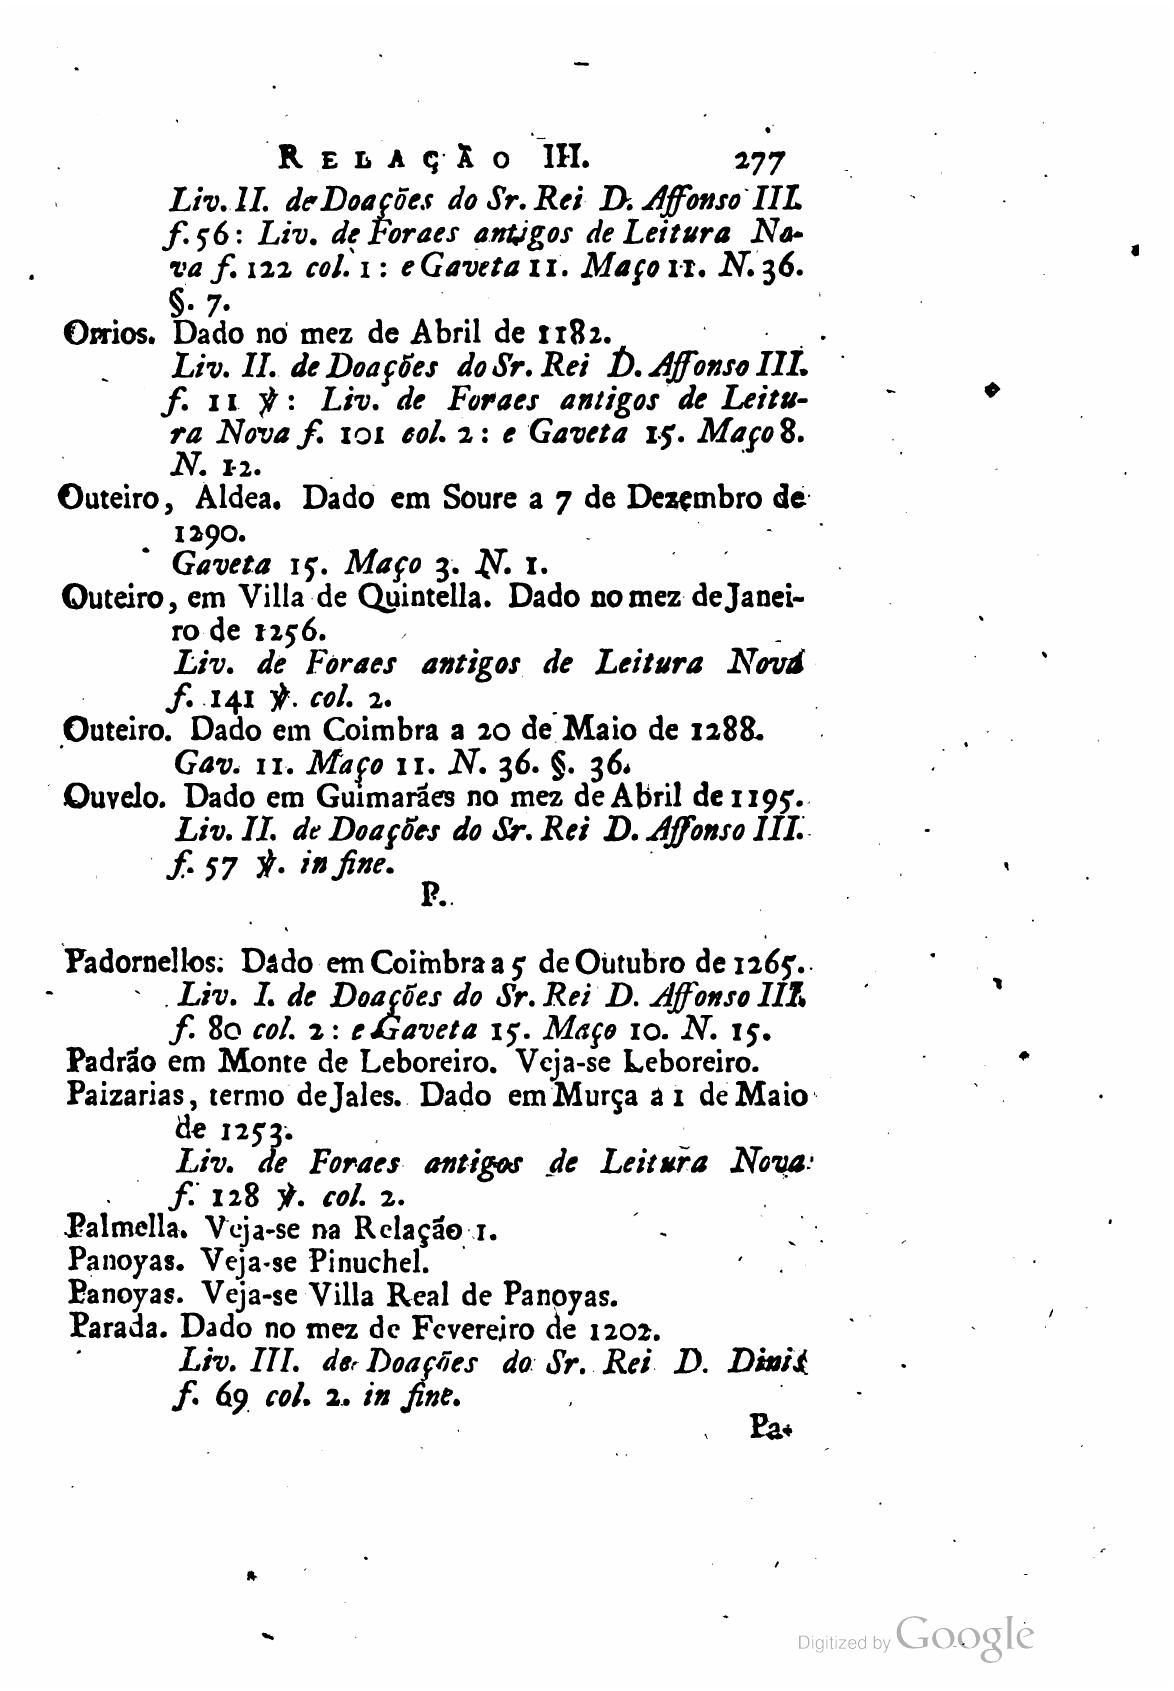 RELAÇÃO III. 277
Liv. II. de Doações do Sr. Rei D. Affonso III.
f. 56: Liv. de Foraes antigos de Leitura No-
va f. 122 col. 1: e Gaveta 11. Maço 11. N. 36.
§. 7.
Orrios. Dado no mez de Abril de 1182.
Liv. II. de Doações do Sr. Rei D. Affonso III.
f. 11 ℣: Liv. de Foraes antigos de Leitu-
ra Nova f. 101 col. 2: e Gaveta 15. Maço 8.
N. 12.
Outeiro, Aldea. Dado em Soure a 7 de Dezembro de
1290.
Gaveta 15. Maço 3. N. 1.
Outeiro, em Villa de Quintella. Dado no mez de Janei-
ro de 1256.
Liv. de Foraes antigos de Leitura Nova
f. 141 ℣. col. 2.
Outeiro. Dado em Coimbra a 20 de Maio de 1288.
Gav. 11. Maço 11. N. 36. §. 36.
Ouvelo. Dado em Guimarães no mez de Abril de 1195.
Liv. II. de Doações do Sr. Rei D. Affonso III.
f. 57 ℣. in fine.
P.
Padornellos: Dado em Coimbra a 5 de Outubro de 1265.
Liv. I. de Doações do Sr. Rei D. Affonso III.
f. 80 col. 2: e Gaveta 15. Maço 10. N. 15.
Padrão em Monte de Leboreiro. Veja-se Leboreiro.
Paizarias, termo de Jales. Dado em Murça a 1 de Maio
de 1253.
Liv. de Foraes antigos de Leitura Nova
f. 128 ℣. col. 2.
Palmella. Veja-se na Relação 1.
Panoyas. Veja-se Pinuchel.
Panoyas. Veja-se Villa Real de Panoyas.
Parada. Dado no mez de Fevereiro de 1202.
Liv. III. de Doações do Sr. Rei D. Dinis
f. 69 col. 2. in fine.
Pa-
Digitized by Google